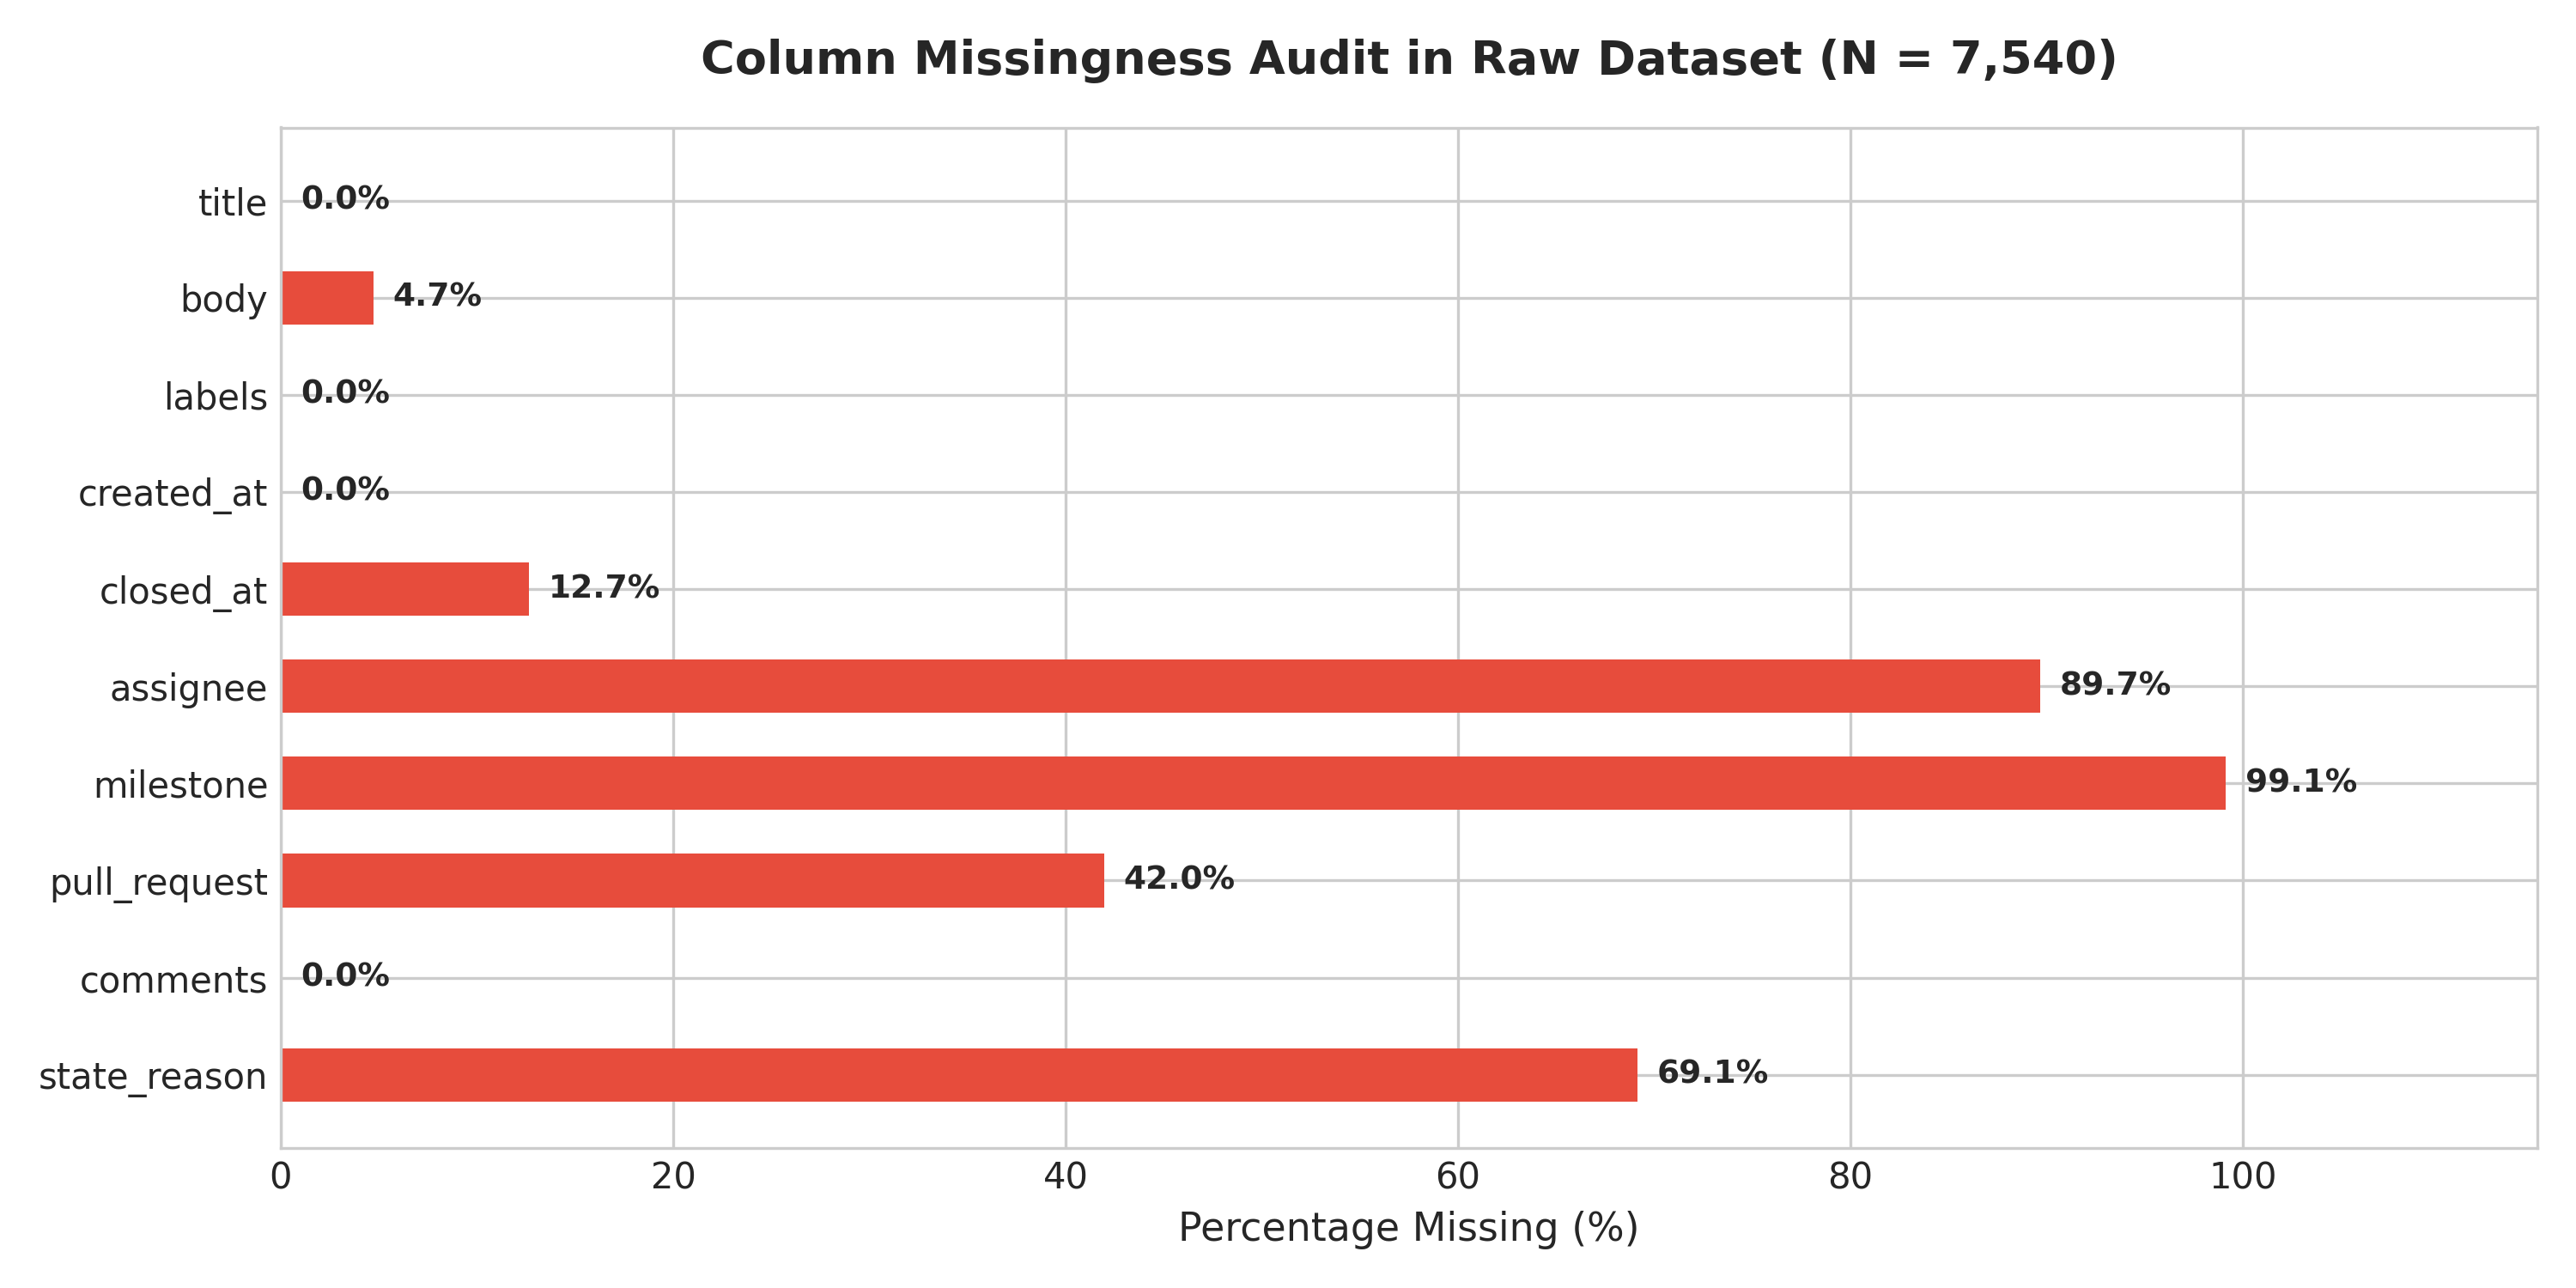 Column Missingness Audit in Raw Dataset (N = 7,540)
title 0.0%
body 4.7%
labels 0.0%
created_at 0.0%
closed_at 12.7%
assignee 89.7%
milestone 99.1%
pull_request 42.0%
comments 0.0%
state_reason 69.1%
0 20 40 60 80 100
Percentage Missing (%)